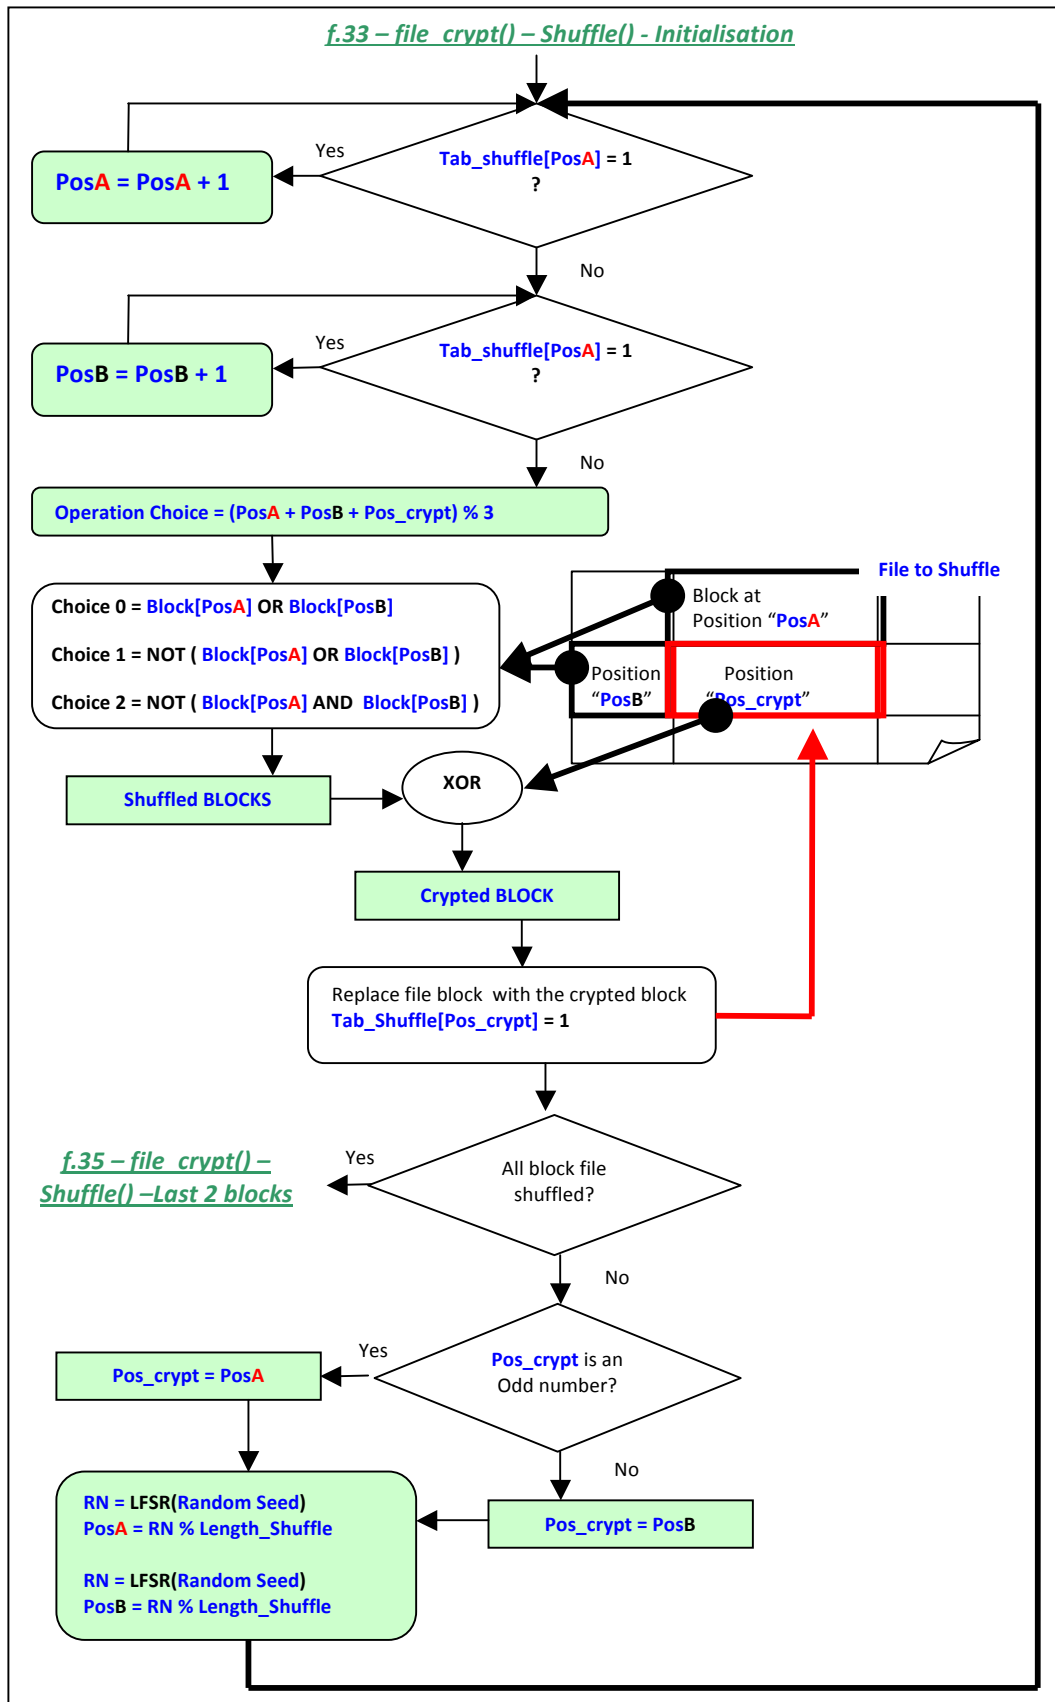 f.33 – file_crypt() – Shuffle() - Initialisation
Yes
Tab_shuffle[PosA] = 1
?
PosA = PosA + 1
No
Yes
Tab_shuffle[PosA] = 1
?
PosB = PosB + 1
No
Operation Choice = (PosA + PosB + Pos_crypt) % 3
File to Shuffle
Choice 0 = Block[PosA] OR Block[PosB]
Choice 1 = NOT ( Block[PosA] OR Block[PosB] )
Choice 2 = NOT ( Block[PosA] AND Block[PosB] )
Block at
Position “PosA”
Position
“PosB”
Position
“Pos_crypt”
Shuffled BLOCKS
XOR
Crypted BLOCK
Replace file block with the crypted block
Tab_Shuffle[Pos_crypt] = 1
f.35 – file_crypt() –
Shuffle() –Last 2 blocks
Yes
All block file
shuffled?
No
Yes
Pos_crypt is an
Odd number?
Pos_crypt = PosA
No
RN = LFSR(Random Seed)
PosA = RN % Length_Shuffle
RN = LFSR(Random Seed)
PosB = RN % Length_Shuffle
Pos_crypt = PosB